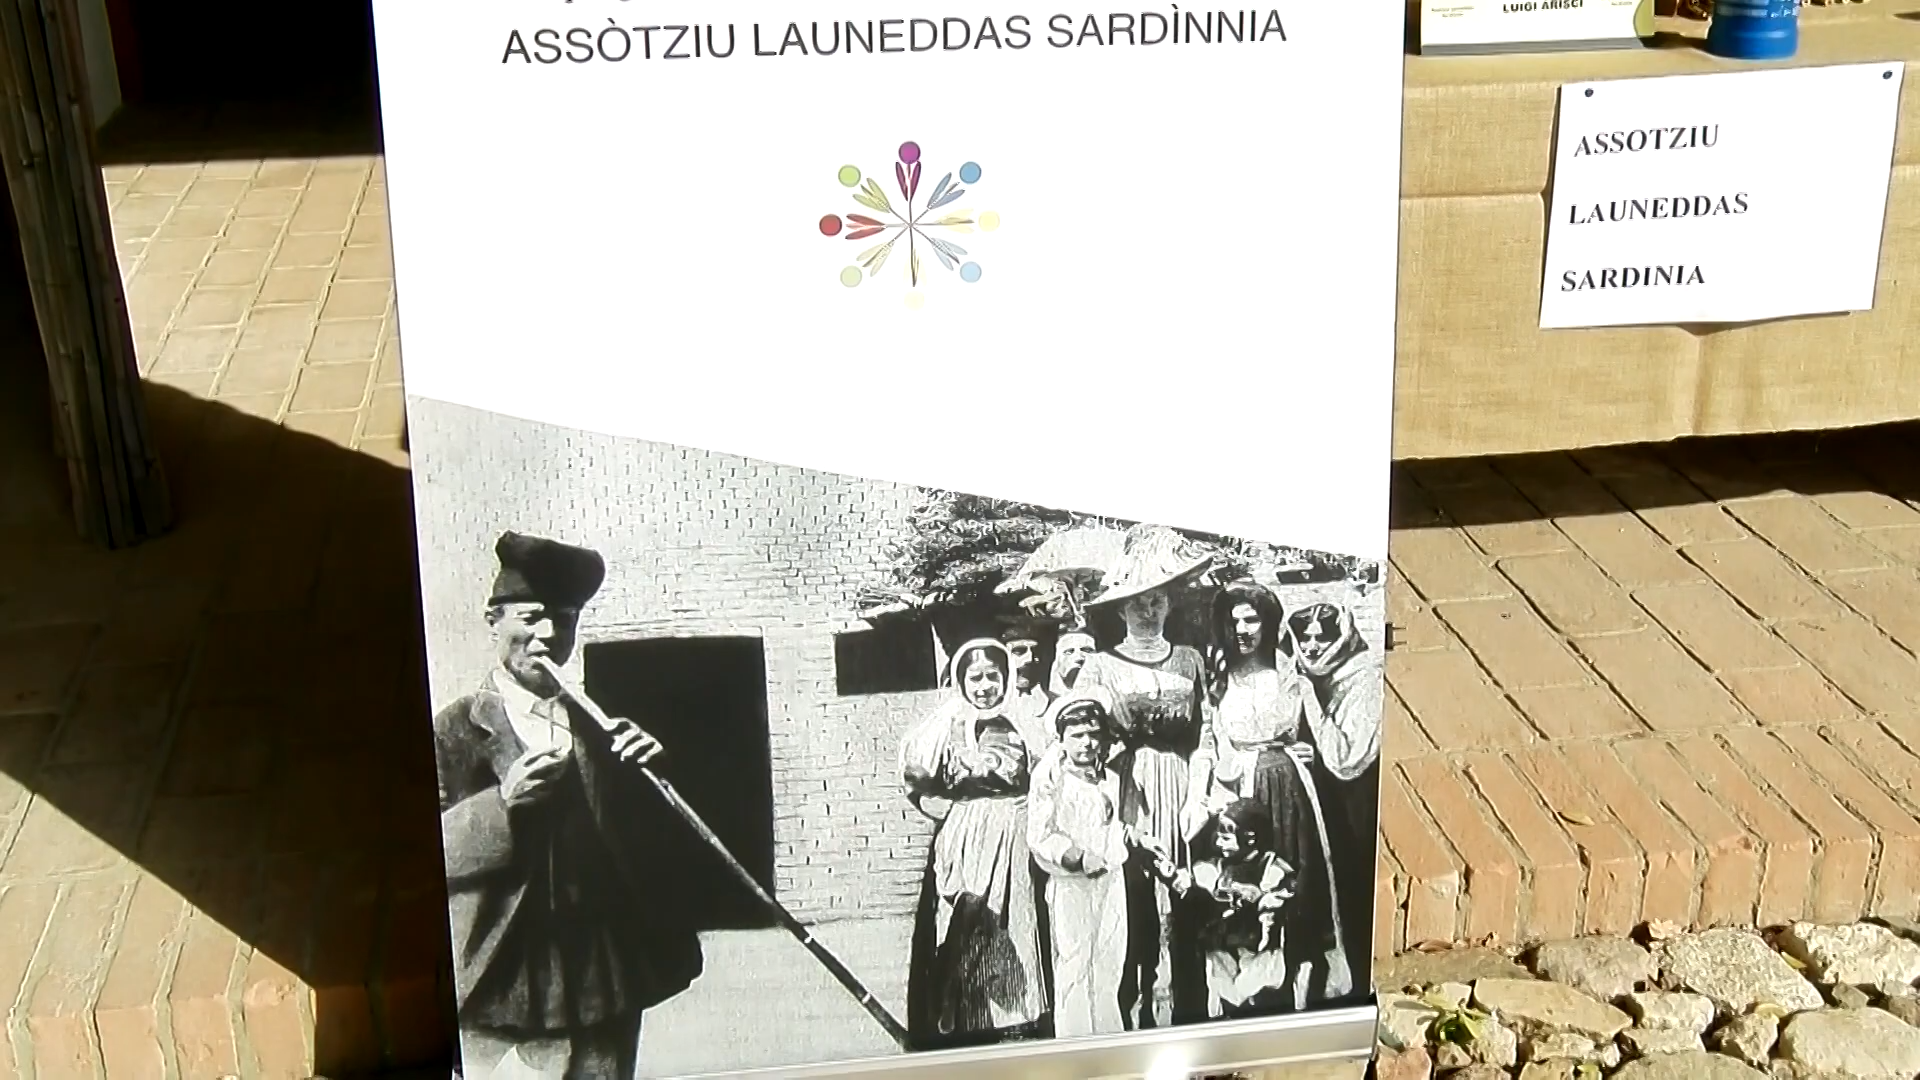 ASSÒTZIU LAUNEDDAS SARDÌNNIA
LUIGI ARISCI
ASSOTZIU
LAUNEDDAS
SARDINIA